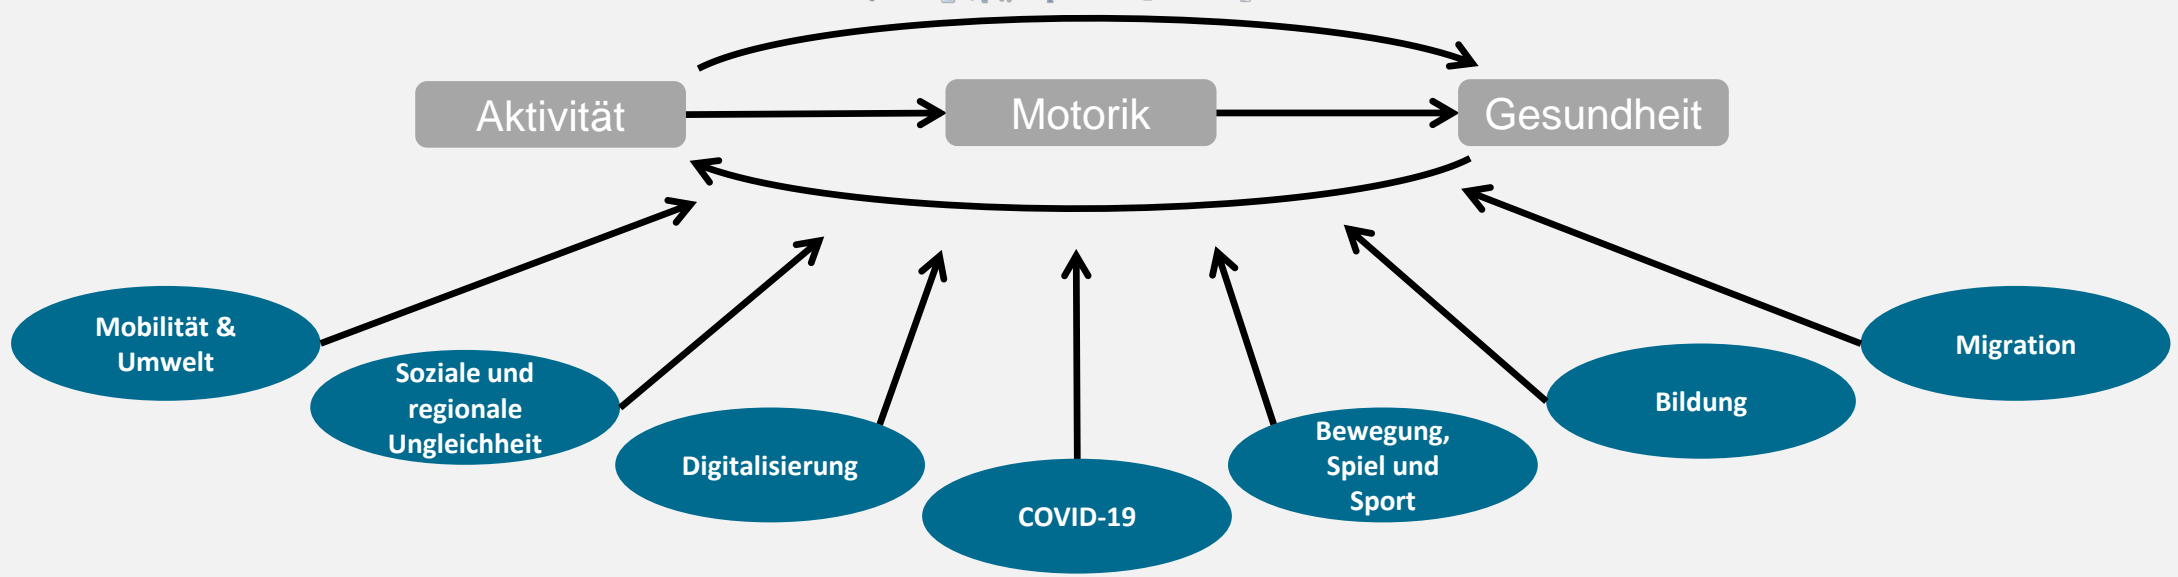 Aktivität
Motorik
Gesundheit
Mobilität &
Umwelt
Soziale und
regionale
Ungleichheit
Digitalisierung
COVID-19
Bewegung,
Spiel und
Sport
Bildung
Migration